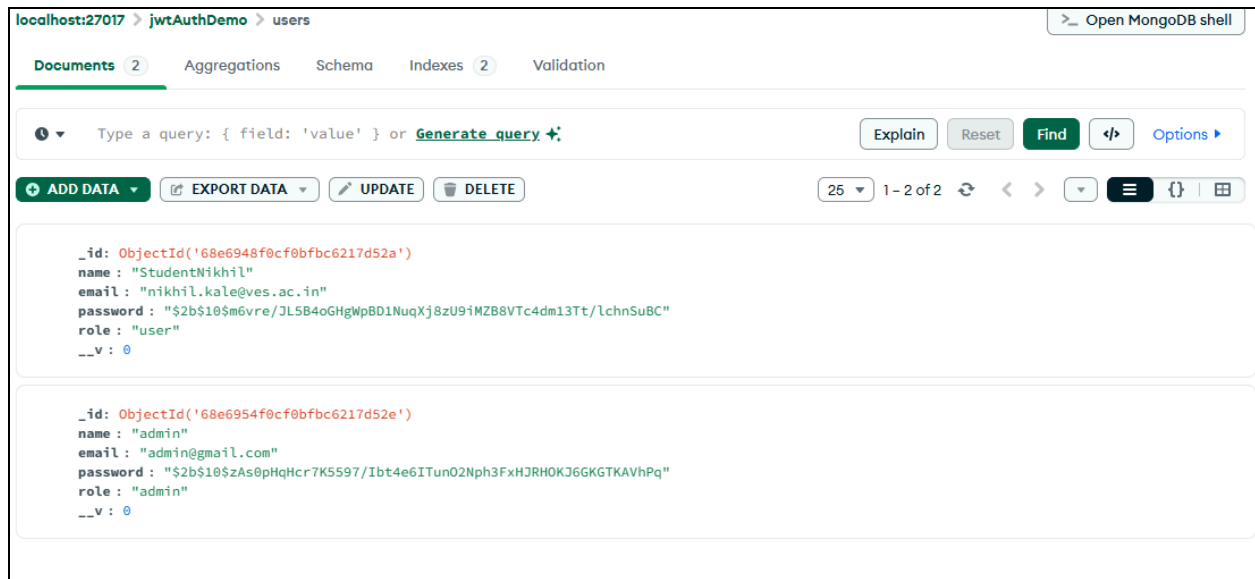 localhost:27017 > jwtAuthDemo > users
>_ Open MongoDB shell
Documents 2 Aggregations Schema Indexes 2 Validation
Type a query: { field: 'value' } or Generate query
Explain Reset Find </> Options
ADD DATA EXPORT DATA UPDATE DELETE
25 1 – 2 of 2 {}
_id: ObjectId('68e6948f0cf0bfbc6217d52a')
name : "StudentNikhil"
email : "nikhil.kale@ves.ac.in"
password : "$2b$10$m6vre/JL5B4oGHgWpBD1NuqXj8zU9iMZB8VTc4dm13Tt/lchnSuBC"
role : "user"
__v : 0
_id: ObjectId('68e6954f0cf0bfbc6217d52e')
name : "admin"
email : "admin@gmail.com"
password : "$2b$10$zAs0pHqHcr7K5597/Ibt4e6ITunO2Nph3FxHJRHOKJ6GKGTKAVhPq"
role : "admin"
__v : 0